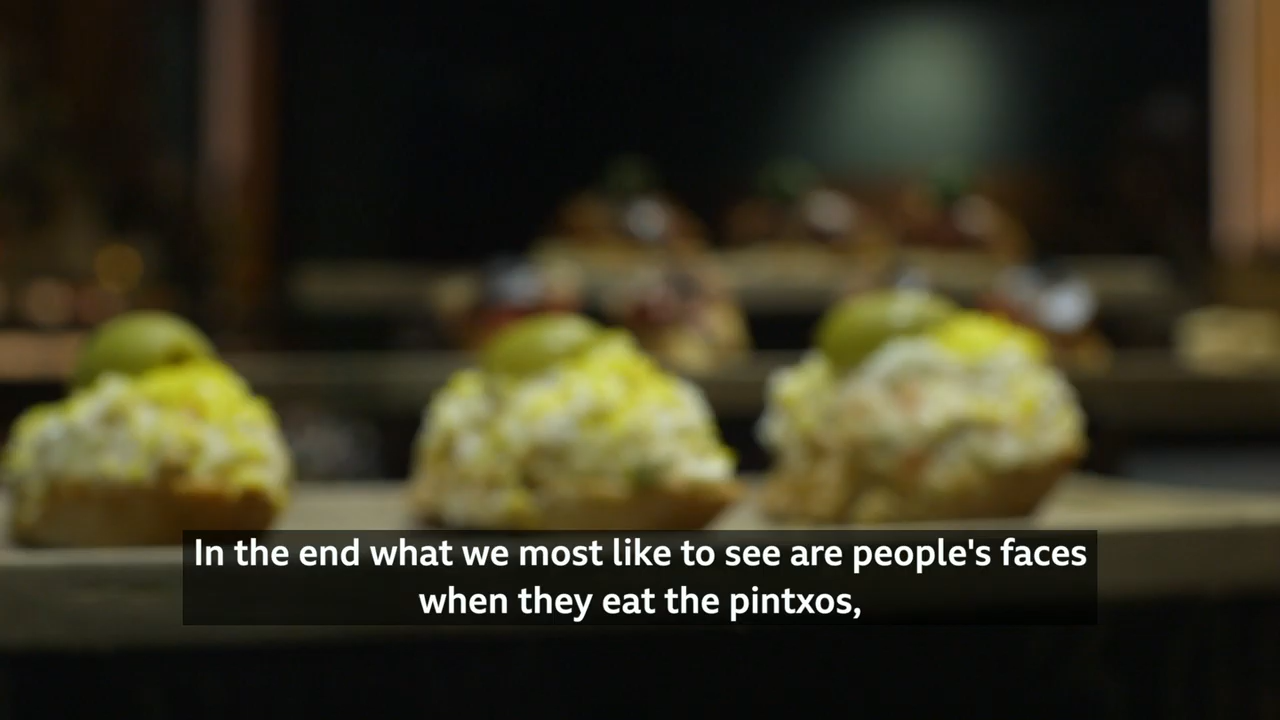 In the end what we most like to see are people's faces
when they eat the pintxos,